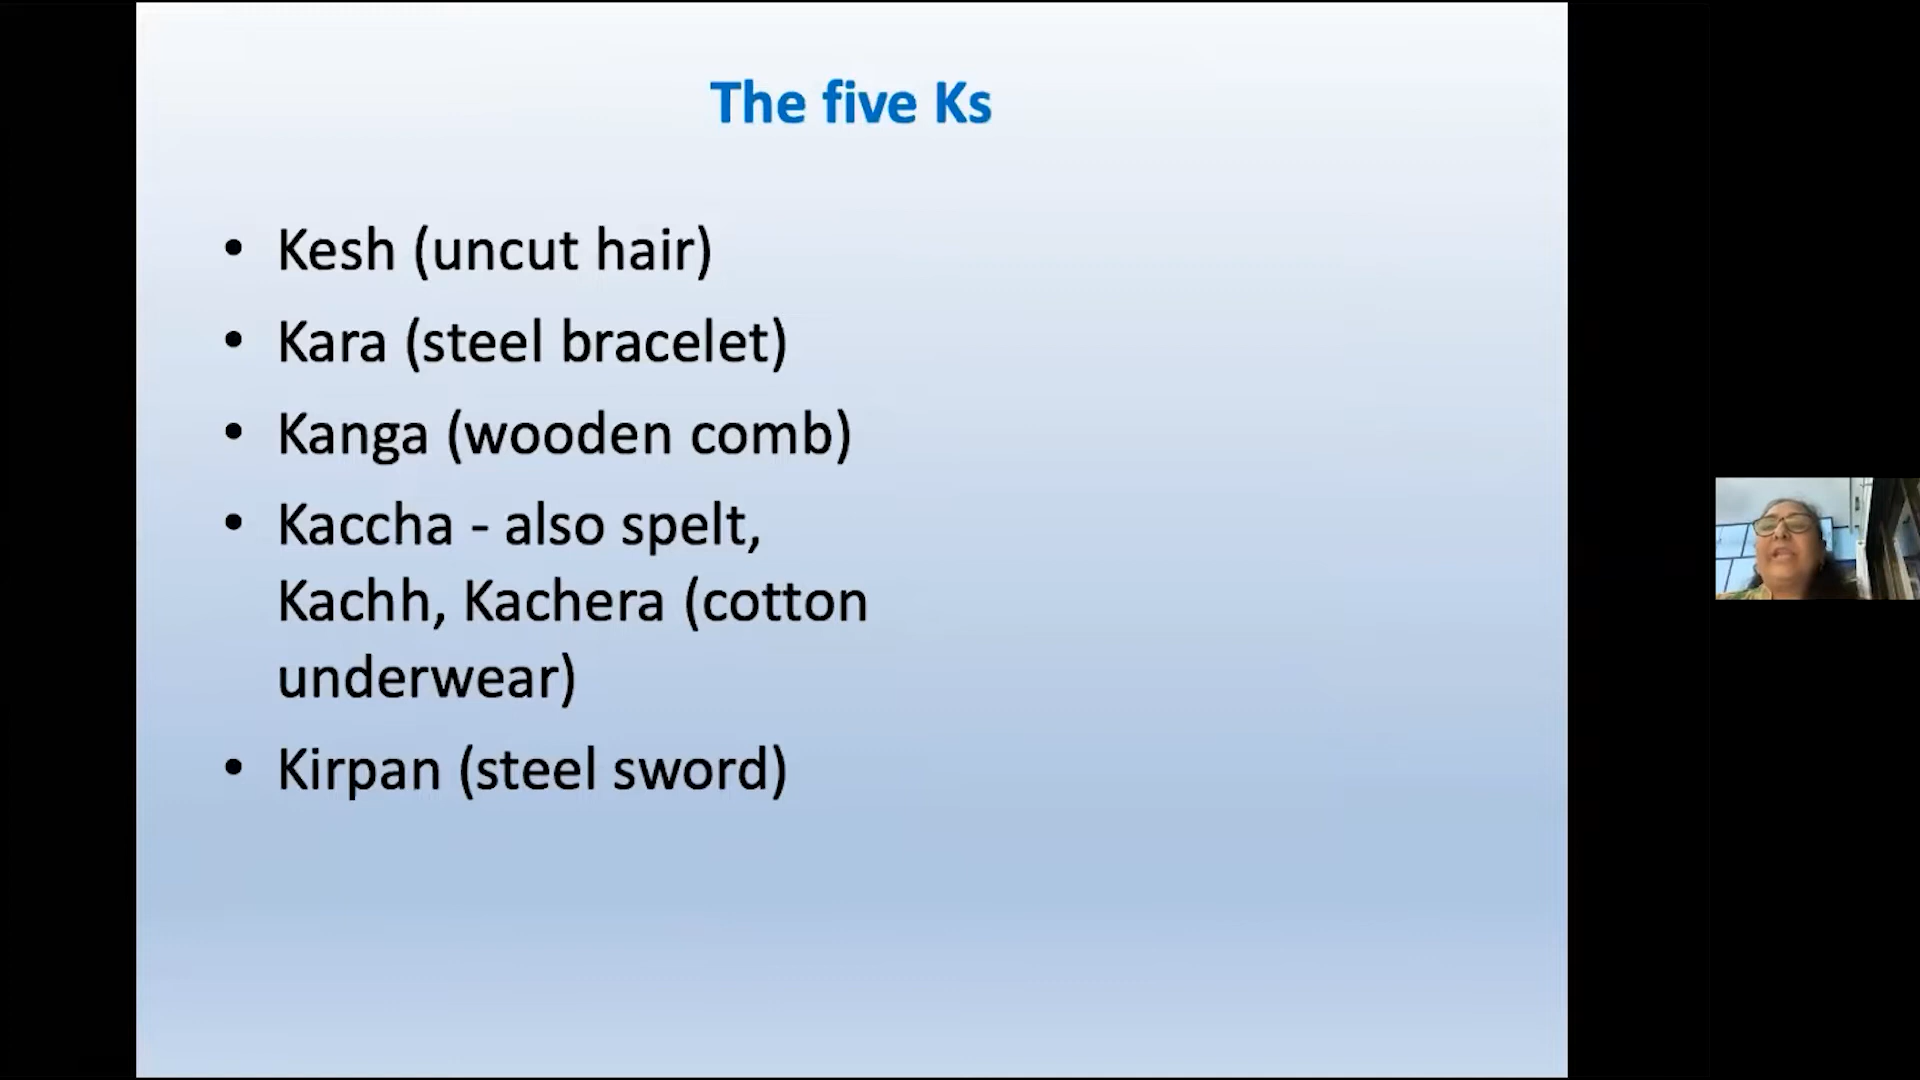 The five Ks
• Kesh (uncut hair)
• Kara (steel bracelet)
• Kanga (wooden comb)
• Kaccha - also spelt,
Kachh, Kachera (cotton
underwear)
• Kirpan (steel sword)